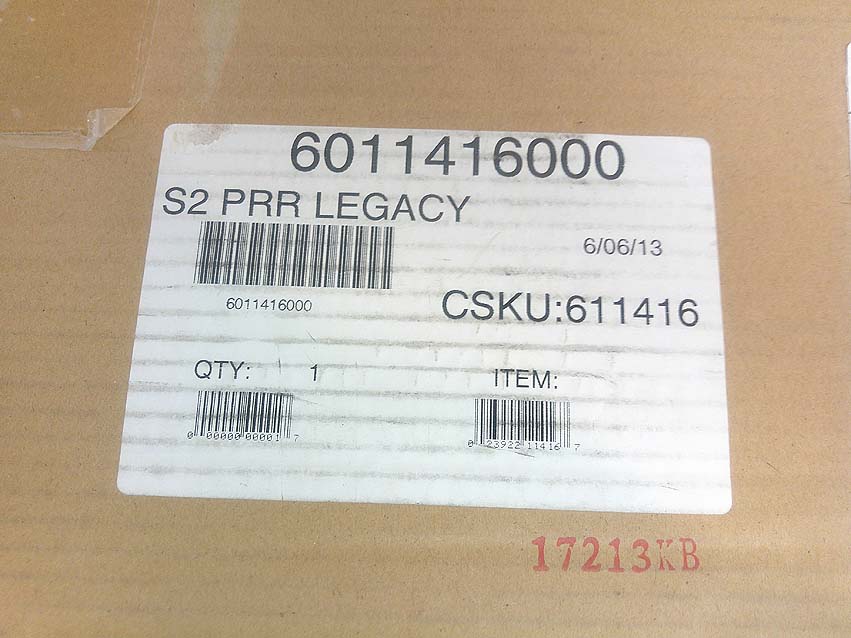 6011416000
S2 PRR LEGACY
6/06/13
6011416000
CSKU:611416
QTY: 1
ITEM:
0 00000 00001 7
0 23922 11416 7
17213KB